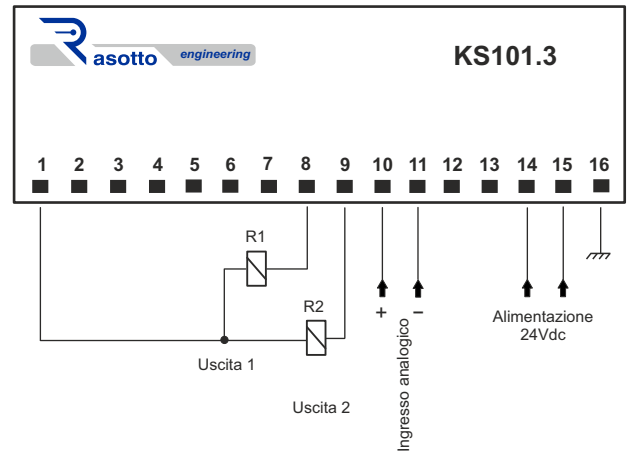 Rasotto engineering
KS101.3
1 2 3 4 5 6 7 8 9 10 11 12 13 14 15 16
R1
R2
+ −
Uscita 1
Uscita 2
Ingresso analogico
Alimentazione
24Vdc